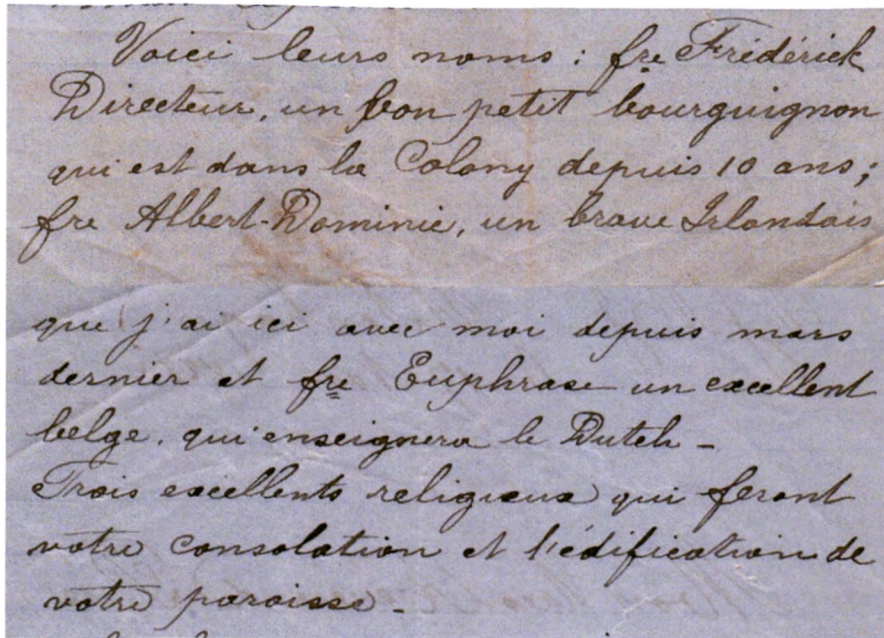 Voici leurs noms : fre Frédérick
Directeur, un bon petit bourguignon
qui est dans la Colony depuis 10 ans ;
fre Albert-Dominic, un brave Irlandais
que j'ai ici avec moi depuis mars
dernier et fre Euphrase un excellent
belge. qui enseignera le Dutch -
Trois excellents religieux qui feront
votre consolation et l'édification de
votre paroisse -